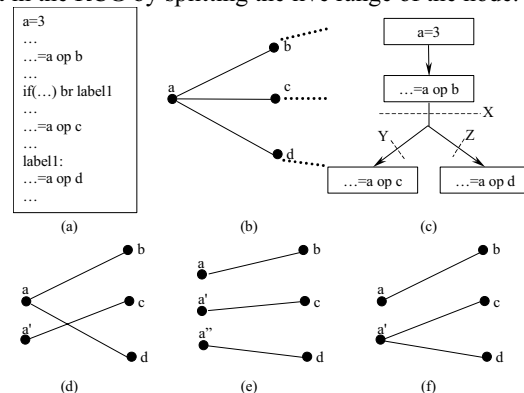 t in the RCG by splitting the live range of the node.
a=3
…
…=a op b
…
if(…) br label1
…
…=a op c
…
label1:
…=a op d
…
(a)
a
b
c
d
(b)
a=3
…=a op b
X
Y
Z
…=a op c
…=a op d
(c)
a
a'
b
c
d
(d)
a
a'
a”
b
c
d
(e)
a
a'
b
c
d
(f)